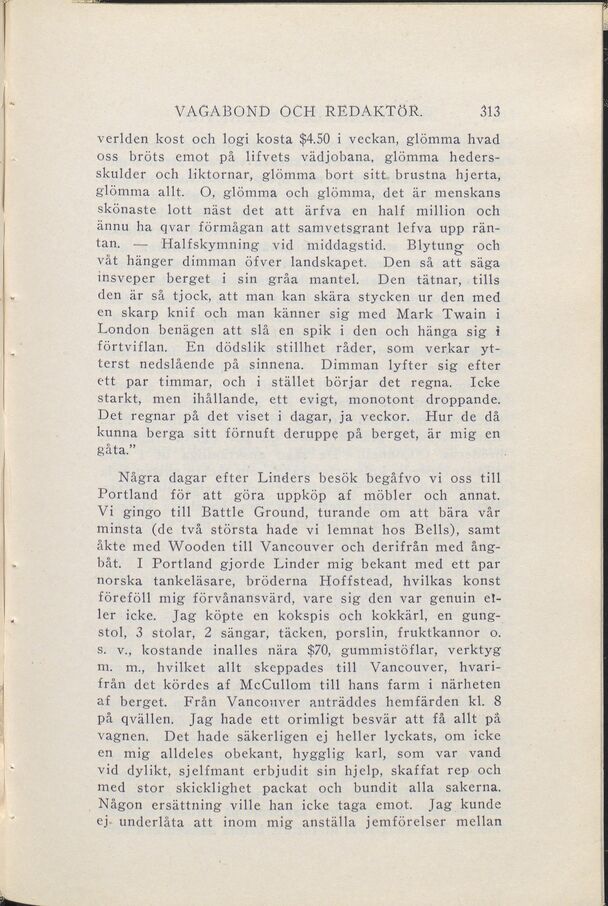 VAGABOND OCH REDAKTÖR. 313
verlden kost och logi kosta $4.50 i veckan, glömma hvad
oss bröts emot på lifvets vädjobana, glömma heders-
skulder och liktornar, glömma bort sitt brustna hjerta,
glömma allt. O, glömma och glömma, det är menskans
skönaste lott näst det att ärfva en half million och
ännu ha qvar förmågan att samvetsgrant lefva upp rän-
tan. — Halfskymning vid middagstid. Blytung och
våt hänger dimman öfver landskapet. Den så att säga
insveper berget i sin gråa mantel. Den tätnar, tills
den är så tjock, att man kan skära stycken ur den med
en skarp knif och man känner sig med Mark Twain i
London benägen att slå en spik i den och hänga sig i
förtviflan. En dödslik stillhet råder, som verkar yt-
terst nedslående på sinnena. Dimman lyfter sig efter
ett par timmar, och i stället börjar det regna. Icke
starkt, men ihållande, ett evigt, monotont droppande.
Det regnar på det viset i dagar, ja veckor. Hur de då
kunna berga sitt förnuft deruppe på berget, är mig en
gåta.”
Några dagar efter Linders besök begåfvo vi oss till
Portland för att göra uppköp af möbler och annat.
Vi gingo till Battle Ground, turande om att bära vår
minsta (de två största hade vi lemnat hos Bells), samt
åkte med Wooden till Vancouver och derifrån med ång-
båt. I Portland gjorde Linder mig bekant med ett par
norska tankeläsare, bröderna Hoffstead, hvilkas konst
föreföll mig förvånansvärd, vare sig den var genuin el-
ler icke. Jag köpte en kokspis och kokkärl, en gung-
stol, 3 stolar, 2 sängar, täcken, porslin, fruktkannor o.
s. v., kostande inalles nära $70, gummistöflar, verktyg
m. m., hvilket allt skeppades till Vancouver, hvari-
från det kördes af McCullom till hans farm i närheten
af berget. Från Vancouver anträddes hemfärden kl. 8
på qvällen. Jag hade ett orimligt besvär att få allt på
vagnen. Det hade säkerligen ej heller lyckats, om icke
en mig alldeles obekant, hygglig karl, som var vand
vid dylikt, sjelfmant erbjudit sin hjelp, skaffat rep och
med stor skicklighet packat och bundit alla sakerna.
Någon ersättning ville han icke taga emot. Jag kunde
ej underlåta att inom mig anställa jemförelser mellan